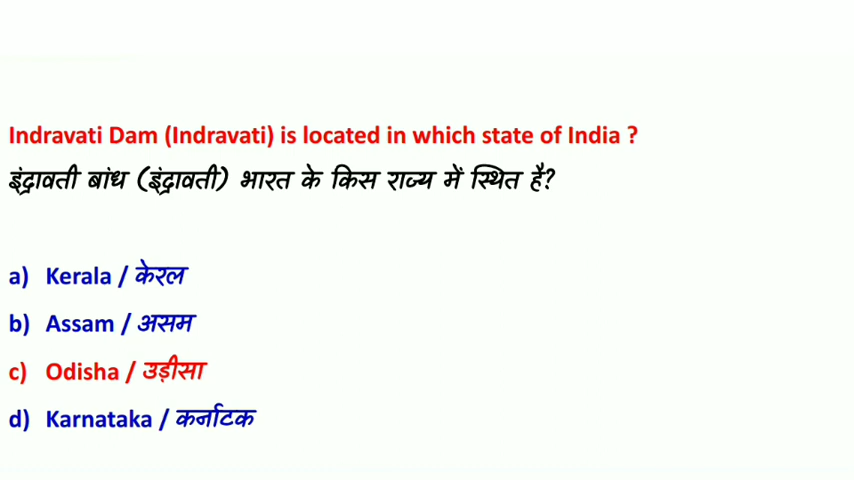 Indravati Dam (Indravati) is located in which state of India ?
इंद्रावती बांध (इंद्रावती) भारत के किस राज्य में स्थित है?
a) Kerala / केरल
b) Assam / असम
c) Odisha / उड़ीसा
d) Karnataka / कर्नाटक